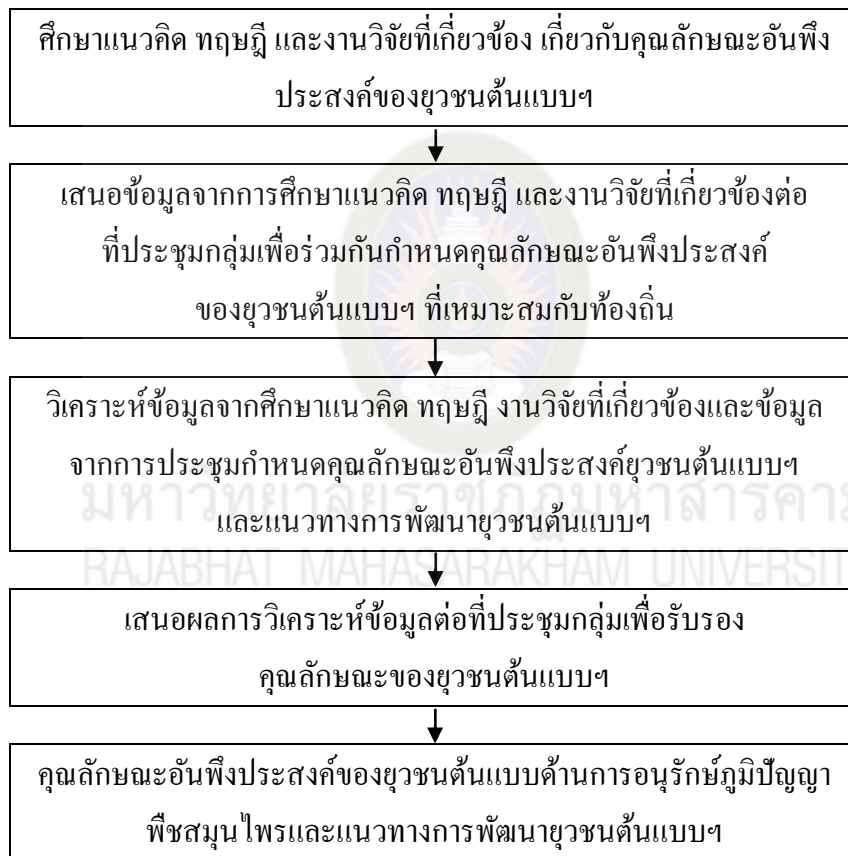 ศึกษาแนวคิด ทฤษฎี และงานวิจัยที่เกี่ยวข้อง เกี่ยวกับคุณลักษณะอันพึง
ประสงค์ของยุวชนต้นแบบฯ
เสนอข้อมูลจากการศึกษาแนวคิด ทฤษฎี และงานวิจัยที่เกี่ยวข้องต่อ
ที่ประชุมกลุ่มเพื่อร่วมกันกำหนดคุณลักษณะอันพึงประสงค์
ของยุวชนต้นแบบฯ ที่เหมาะสมกับท้องถิ่น
วิเคราะห์ข้อมูลจากศึกษาแนวคิด ทฤษฎี งานวิจัยที่เกี่ยวข้องและข้อมูล
จากการประชุมกำหนดคุณลักษณะอันพึงประสงค์ยุวชนต้นแบบฯ
มหาวิทยาลัยราชภัฏมหาสารคาม
และแนวทางการพัฒนายุวชนต้นแบบฯ
RAJABHAT MAHASARAKHAM UNIVERSIT
เสนอผลการวิเคราะห์ข้อมูลต่อที่ประชุมกลุ่มเพื่อรับรอง
คุณลักษณะของยุวชนต้นแบบฯ
คุณลักษณะอันพึงประสงค์ของยุวชนต้นแบบด้านการอนุรักษ์ภูมิปัญญา
พืชสมุนไพรและแนวทางการพัฒนายุวชนต้นแบบฯ